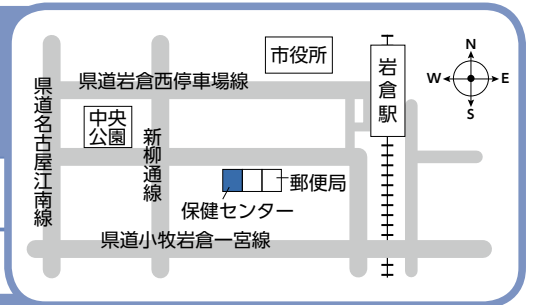 市役所
岩倉駅
N
W
E
S
県道岩倉西停車場線
県道名古屋江南線
中央
公園
新柳通線
郵便局
保健センター
県道小牧岩倉一宮線